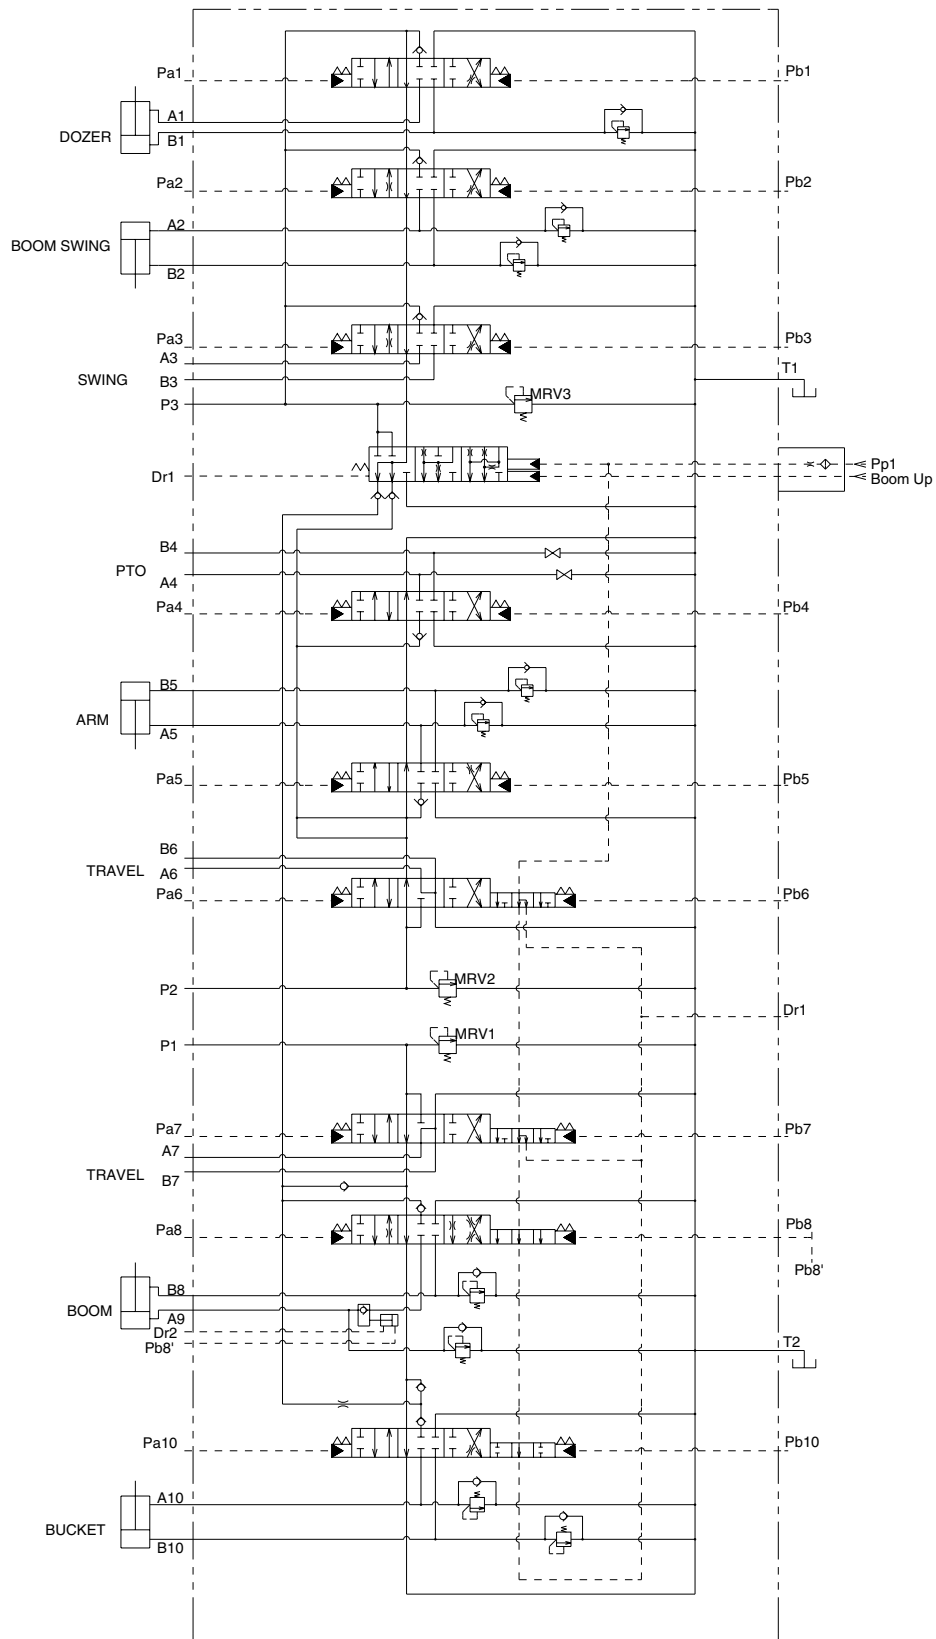 Pa1
Pb1
A1
DOZER
B1
Pa2
Pb2
A2
BOOM SWING
B2
Pa3
Pb3
A3
T1
SWING
B3
MRV3
P3
Pp1
Dr1
Boom Up
B4
PTO
A4
Pa4
Pb4
B5
ARM
A5
Pa5
Pb5
B6
TRAVEL
A6
Pa6
Pb6
MRV2
P2
Dr1
MRV1
P1
Pa7
Pb7
A7
TRAVEL
B7
Pa8
Pb8
Pb8'
B8
BOOM
A9
Dr2
T2
Pb8'
Pa10
Pb10
A10
BUCKET
B10